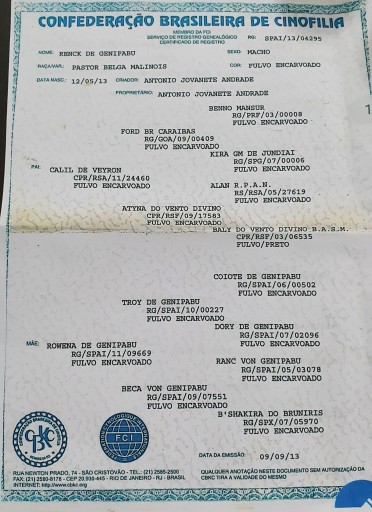 CONFEDERAÇÃO BRASILEIRA DE CINOFILIA
MEMBRO DA FCI
SERVIÇO DE REGISTRO GENEALÓGICO
CERTIFICADO DE REGISTRO
RG: SPAI/13/04295
NOME: RENCK DE GENIPABU
SEXO: MACHO
RAÇA/VAR.: PASTOR BELGA MALINOIS
COR: FULVO ENCARVOADO
DATA NASC.: 12/05/13 CRIADOR: ANTONIO JOVANETE ANDRADE
PROPRIETÁRIO: ANTONIO JOVANETE ANDRADE
BENNO MANSUR
RG/PRF/03/00008
FULVO ENCARVOADO
FORD BR CARAIBAS
RG/GOA/09/00409
FULVO ENCARVOADO
KIRA GM DE JUNDIAI
RG/SPG/07/00006
FULVO ENCARVOADO
PAI: CALIL DE VEYRON
CPR/RSA/11/24460
FULVO ENCARVOADO
ALAN R.P.A.N.
RS/RSA/05/27619
FULVO ENCARVOADO
ATYNA DO VENTO DIVINO
CPR/RSF/09/17583
FULVO ENCARVOADO
BALY DO VENTO DIVINO B.A.S.M.
CPR/RSF/03/06535
FULVO/PRETO
COIOTE DE GENIPABU
RG/SPAI/06/00502
FULVO ENCARVOADO
TROY DE GENIPABU
RG/SPAI/10/00227
FULVO ENCARVOADO
DORY DE GENIPABU
RG/SPAI/07/02096
FULVO ENCARVOADO
MÃE: ROWENA DE GENIPABU
RG/SPAI/11/09669
FULVO ENCARVOADO
RANC VON GENIPABU
RG/SPAI/05/03078
FULVO ENCARVOADO
BECA VON GENIPABU
RG/SPAI/09/07551
FULVO ENCARVOADO
B'SHAKIRA DO BRUNIRIS
RG/SPX/07/05970
FULVO ENCARVOADO
CBKC
FCI
DATA DA EMISSÃO: 09/09/13
RUA NEWTON PRADO, 74 - SÃO CRISTOVÃO - TEL.: (21) 2585-2500
FAX: (21) 2580-8178 - CEP 20.930-445 - RIO DE JANEIRO - RJ - BRASIL
INTERNET: http://www.cbkc.org
QUALQUER ANOTAÇÃO NESTE DOCUMENTO SEM AUTORIZAÇÃO DA
CBKC TIRA A VALIDADE DO MESMO